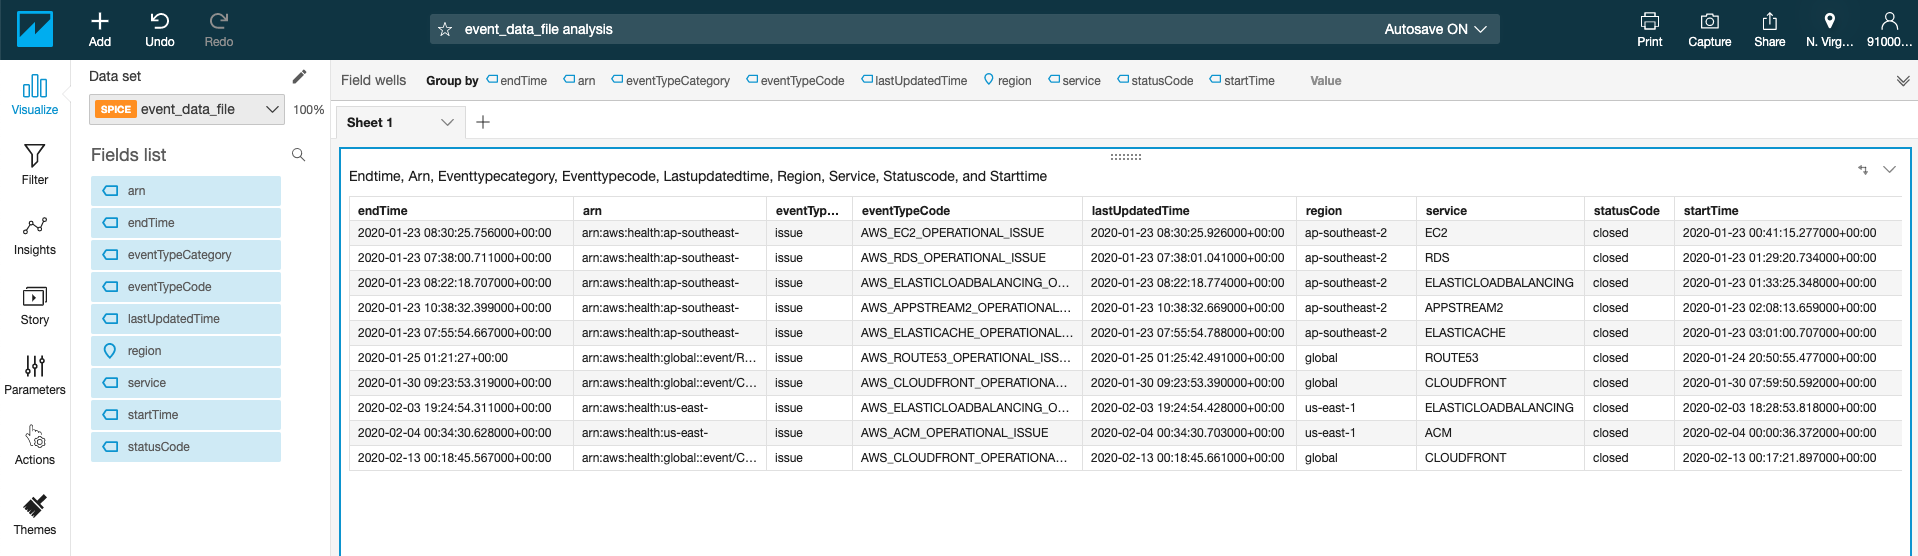 Add Undo Redo event_data_file analysis Autosave ON Print Capture Share N. Virg... 91000...
Visualize
Filter
Insights
Story
Parameters
Actions
Themes
Data set
SPICE event_data_file 100%
Fields list
arn
endTime
eventTypeCategory
eventTypeCode
lastUpdatedTime
region
service
startTime
statusCode
Field wells Group by endTime arn eventTypeCategory eventTypeCode lastUpdatedTime region service statusCode startTime Value
Sheet 1
Endtime, Arn, Eventtypecategory, Eventtypecode, Lastupdatedtime, Region, Service, Statuscode, and Starttime
endTime arn eventTyp... eventTypeCode lastUpdatedTime region service statusCode startTime
2020-01-23 08:30:25.756000+00:00 arn:aws:health:ap-southeast- issue AWS_EC2_OPERATIONAL_ISSUE 2020-01-23 08:30:25.926000+00:00 ap-southeast-2 EC2 closed 2020-01-23 00:41:15.277000+00:00
2020-01-23 07:38:00.711000+00:00 arn:aws:health:ap-southeast- issue AWS_RDS_OPERATIONAL_ISSUE 2020-01-23 07:38:01.041000+00:00 ap-southeast-2 RDS closed 2020-01-23 01:29:20.734000+00:00
2020-01-23 08:22:18.707000+00:00 arn:aws:health:ap-southeast- issue AWS_ELASTICLOADBALANCING_O... 2020-01-23 08:22:18.774000+00:00 ap-southeast-2 ELASTICLOADBALANCING closed 2020-01-23 01:33:25.348000+00:00
2020-01-23 10:38:32.399000+00:00 arn:aws:health:ap-southeast- issue AWS_APPSTREAM2_OPERATIONAL... 2020-01-23 10:38:32.669000+00:00 ap-southeast-2 APPSTREAM2 closed 2020-01-23 02:08:13.659000+00:00
2020-01-23 07:55:54.667000+00:00 arn:aws:health:ap-southeast- issue AWS_ELASTICACHE_OPERATIONAL... 2020-01-23 07:55:54.788000+00:00 ap-southeast-2 ELASTICACHE closed 2020-01-23 03:01:00.707000+00:00
2020-01-25 01:21:27+00:00 arn:aws:health:global::event/R... issue AWS_ROUTE53_OPERATIONAL_ISS... 2020-01-25 01:25:42.491000+00:00 global ROUTE53 closed 2020-01-24 20:50:55.477000+00:00
2020-01-30 09:23:53.319000+00:00 arn:aws:health:global::event/C... issue AWS_CLOUDFRONT_OPERATIONA... 2020-01-30 09:23:53.390000+00:00 global CLOUDFRONT closed 2020-01-30 07:59:50.592000+00:00
2020-02-03 19:24:54.311000+00:00 arn:aws:health:us-east- issue AWS_ELASTICLOADBALANCING_O... 2020-02-03 19:24:54.428000+00:00 us-east-1 ELASTICLOADBALANCING closed 2020-02-03 18:28:53.818000+00:00
2020-02-04 00:34:30.628000+00:00 arn:aws:health:us-east- issue AWS_ACM_OPERATIONAL_ISSUE 2020-02-04 00:34:30.703000+00:00 us-east-1 ACM closed 2020-02-04 00:00:36.372000+00:00
2020-02-13 00:18:45.567000+00:00 arn:aws:health:global::event/C... issue AWS_CLOUDFRONT_OPERATIONA... 2020-02-13 00:18:45.661000+00:00 global CLOUDFRONT closed 2020-02-13 00:17:21.897000+00:00